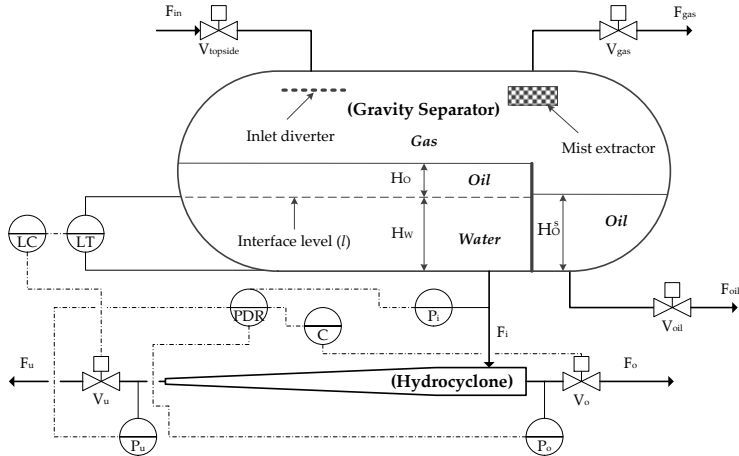 Fin
Fgas
Vtopside
Vgas
Inlet diverter
(Gravity Separator)
Gas
Mist extractor
HO
Oil
LC
LT
Interface level (l)
HW
Water
HOs
Oil
PDR
Pi
C
Fi
Foil
Voil
Fu
Vu
(Hydrocyclone)
Vo
Fo
Pu
Po